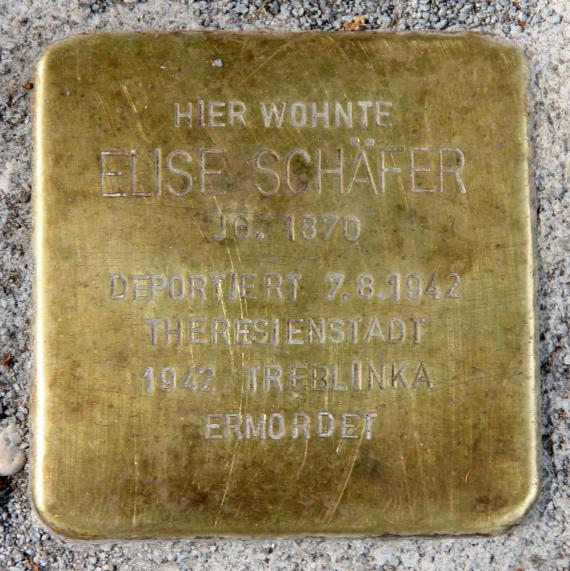 HIER WOHNTE
ELISE SCHÄFER
JG. 1870
DEPORTIERT 7.8.1942
THERESIENSTADT
1942 TREBLINKA
ERMORDET